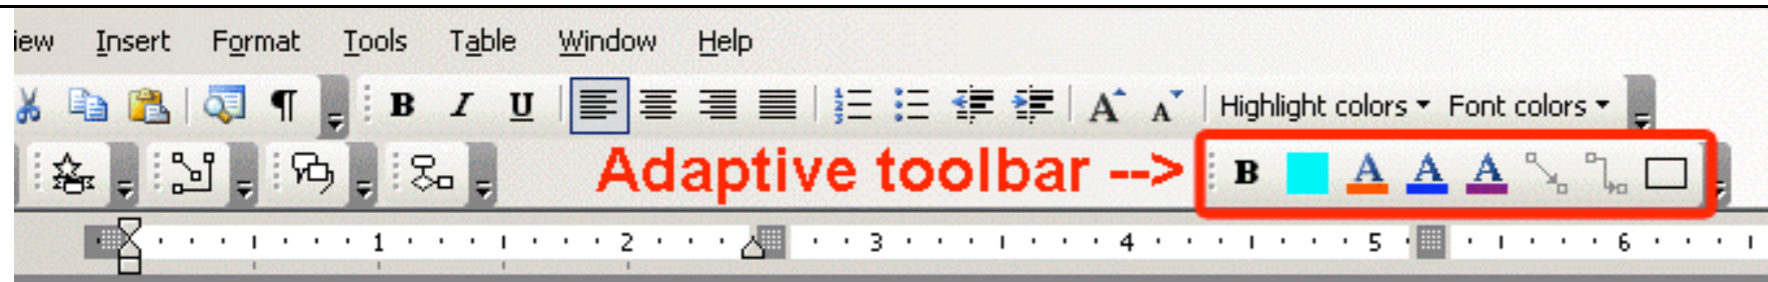 iew Insert Format Tools Table Window Help
¶ B I U A A Highlight colors Font colors
Adaptive toolbar --> B A A A
1 2 3 4 5 6